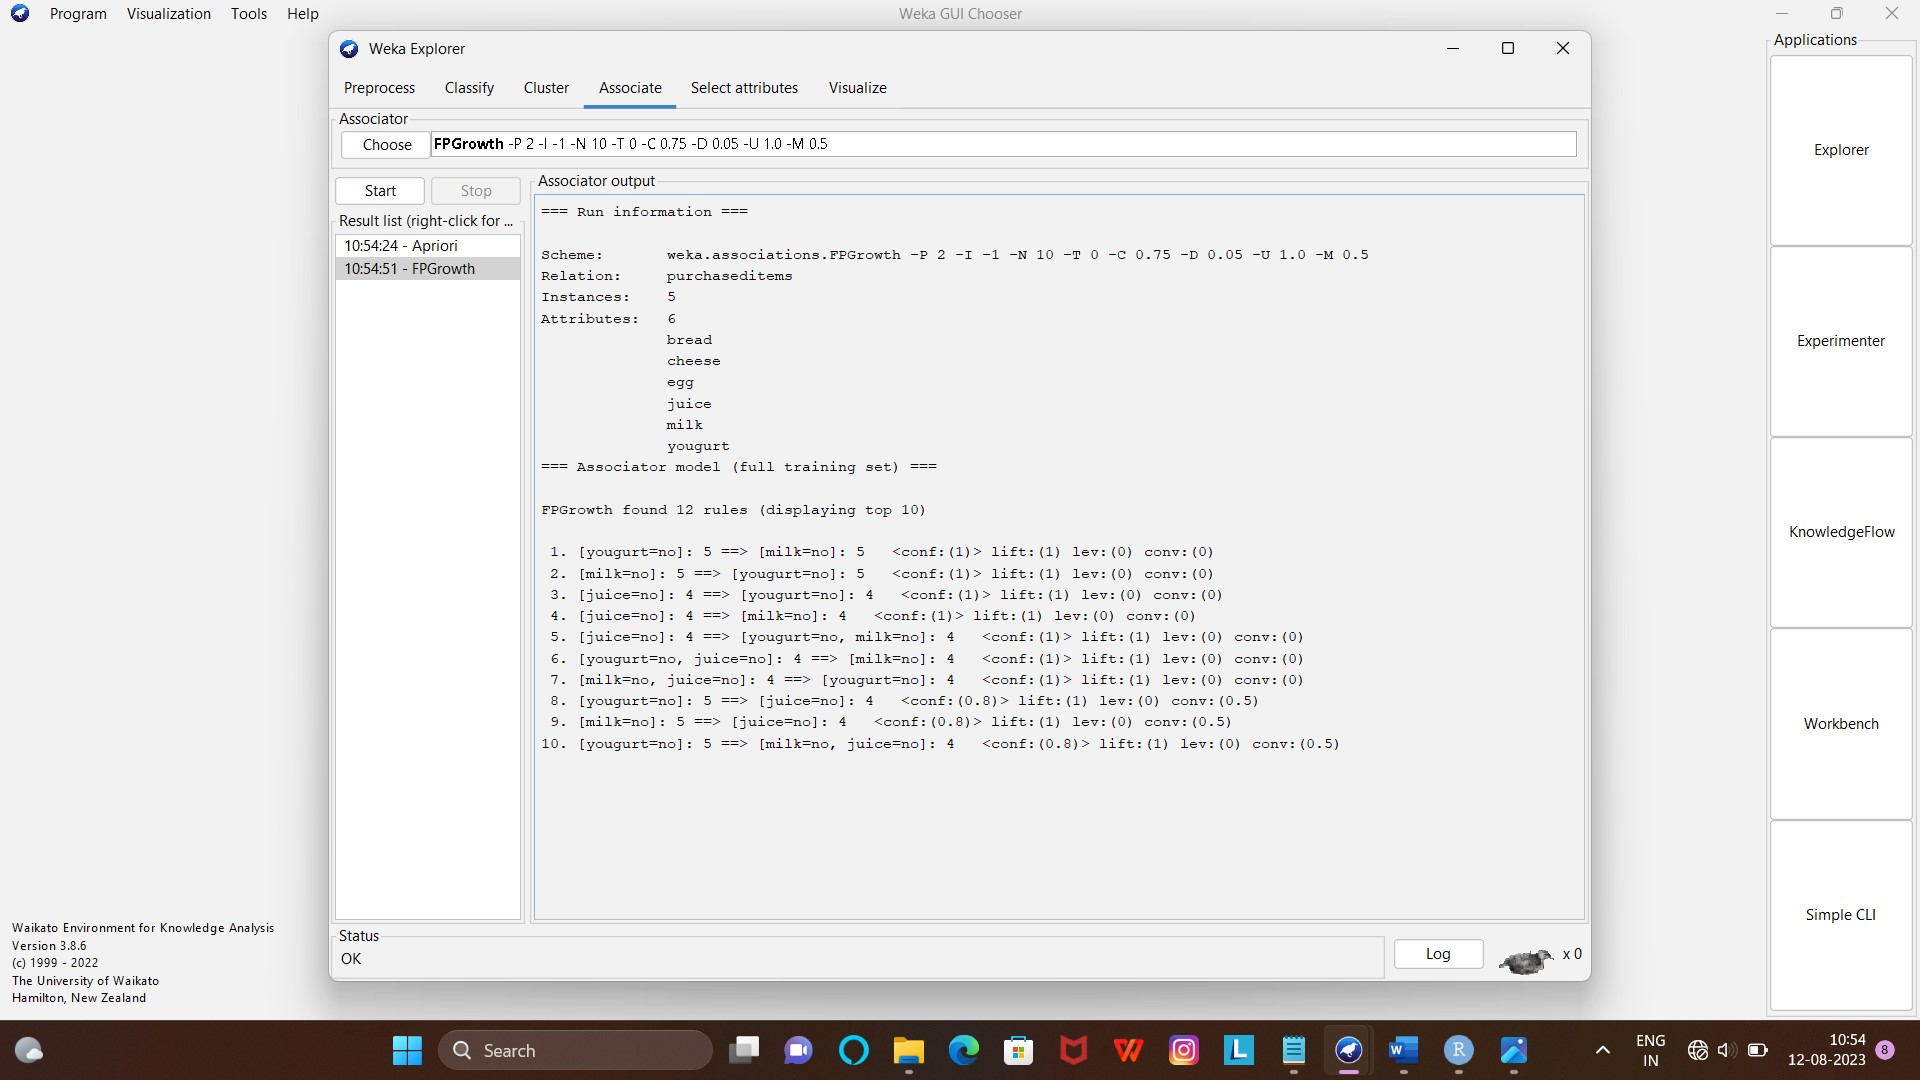 Program Visualization Tools Help
Weka GUI Chooser
Weka Explorer
Preprocess Classify Cluster Associate Select attributes Visualize
Associator
Choose FPGrowth -P 2 -I -1 -N 10 -T 0 -C 0.75 -D 0.05 -U 1.0 -M 0.5
Start Stop
Result list (right-click for ...
10:54:24 - Apriori
10:54:51 - FPGrowth
Associator output
=== Run information ===
Scheme: weka.associations.FPGrowth -P 2 -I -1 -N 10 -T 0 -C 0.75 -D 0.05 -U 1.0 -M 0.5
Relation: purchaseditems
Instances: 5
Attributes: 6
bread
cheese
egg
juice
milk
yougurt
=== Associator model (full training set) ===
FPGrowth found 12 rules (displaying top 10)
1. [yougurt=no]: 5 ==> [milk=no]: 5 <conf:(1)> lift:(1) lev:(0) conv:(0)
2. [milk=no]: 5 ==> [yougurt=no]: 5 <conf:(1)> lift:(1) lev:(0) conv:(0)
3. [juice=no]: 4 ==> [yougurt=no]: 4 <conf:(1)> lift:(1) lev:(0) conv:(0)
4. [juice=no]: 4 ==> [milk=no]: 4 <conf:(1)> lift:(1) lev:(0) conv:(0)
5. [juice=no]: 4 ==> [yougurt=no, milk=no]: 4 <conf:(1)> lift:(1) lev:(0) conv:(0)
6. [yougurt=no, juice=no]: 4 ==> [milk=no]: 4 <conf:(1)> lift:(1) lev:(0) conv:(0)
7. [milk=no, juice=no]: 4 ==> [yougurt=no]: 4 <conf:(1)> lift:(1) lev:(0) conv:(0)
8. [yougurt=no]: 5 ==> [juice=no]: 4 <conf:(0.8)> lift:(1) lev:(0) conv:(0.5)
9. [milk=no]: 5 ==> [juice=no]: 4 <conf:(0.8)> lift:(1) lev:(0) conv:(0.5)
10. [yougurt=no]: 5 ==> [milk=no, juice=no]: 4 <conf:(0.8)> lift:(1) lev:(0) conv:(0.5)
Status
OK
Log
x 0
Applications
Explorer
Experimenter
KnowledgeFlow
Workbench
Simple CLI
Waikato Environment for Knowledge Analysis
Version 3.8.6
(c) 1999 - 2022
The University of Waikato
Hamilton, New Zealand
Search
L
W
R
ENG
IN
10:54
12-08-2023
8